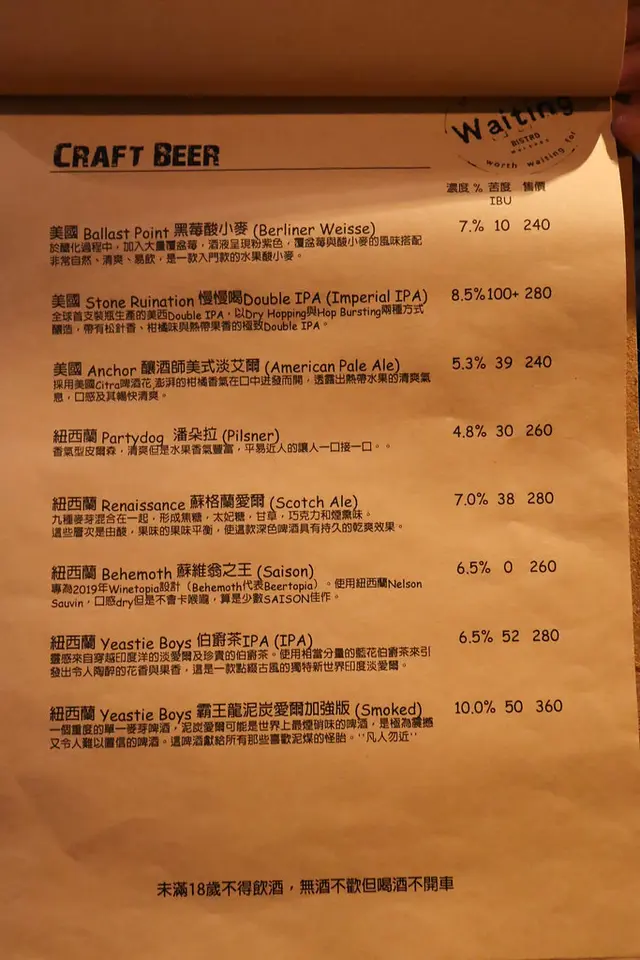 Waiting
BISTRO
worth waiting for
CRAFT BEER
濃度 % 苦度 售價
IBU
美國 Ballast Point 黑莓酸小麥 (Berliner Weisse) 7.% 10 240
於釀化過程中，加入大量覆盆莓，酒液呈現粉紫色，覆盆莓與酸小麥的風味搭配
非常自然、清爽、易飲，是一款入門款的水果酸小麥。
美國 Stone Ruination 慢慢喝Double IPA (Imperial IPA) 8.5% 100+ 280
全球首支裝瓶生產的美西Double IPA，以Dry Hopping與Hop Bursting兩種方式
釀造，帶有松針香、柑橘味與熱帶果香的極致Double IPA。
美國 Anchor 釀酒師美式淡艾爾 (American Pale Ale) 5.3% 39 240
採用美國Citra啤酒花 澎湃的柑橘香氣在口中迸發而開，透露出熱帶水果的清爽氣
息，口感及其暢快清爽。
紐西蘭 Partydog 潘朵拉 (Pilsner) 4.8% 30 260
香氣型皮爾森，清爽但是水果香氣豐富，平易近人的讓人一口接一口。。
紐西蘭 Renaissance 蘇格蘭愛爾 (Scotch Ale) 7.0% 38 280
九種麥芽混合在一起，形成焦糖，太妃糖，甘草，巧克力和煙熏味。
這些層次是由酸，果味的果味平衡，使這款深色啤酒具有持久的乾爽效果。
紐西蘭 Behemoth 蘇維翁之王 (Saison) 6.5% 0 260
專為2019年Winetopia設計（Behemoth代表Beertopia）。使用紐西蘭Nelson
Sauvin，口感dry但是不會卡喉嚨，算是少數SAISON佳作。
紐西蘭 Yeastie Boys 伯爵茶IPA (IPA) 6.5% 52 280
靈感來自穿越印度洋的淡愛爾及珍貴的伯爵茶。使用相當分量的藍花伯爵茶來引
發出令人陶醉的花香與果香，這是一款點綴古風的獨特新世界印度淡愛爾。
紐西蘭 Yeastie Boys 霸王龍泥炭愛爾加強版 (Smoked) 10.0% 50 360
一個重度的單一麥芽啤酒，泥炭愛爾可能是世界上最煙硝味的啤酒，是極為震撼
又令人難以置信的啤酒。這啤酒獻給所有那些喜歡泥煤的怪胎。''凡人勿近''
未滿18歲不得飲酒，無酒不歡但喝酒不開車